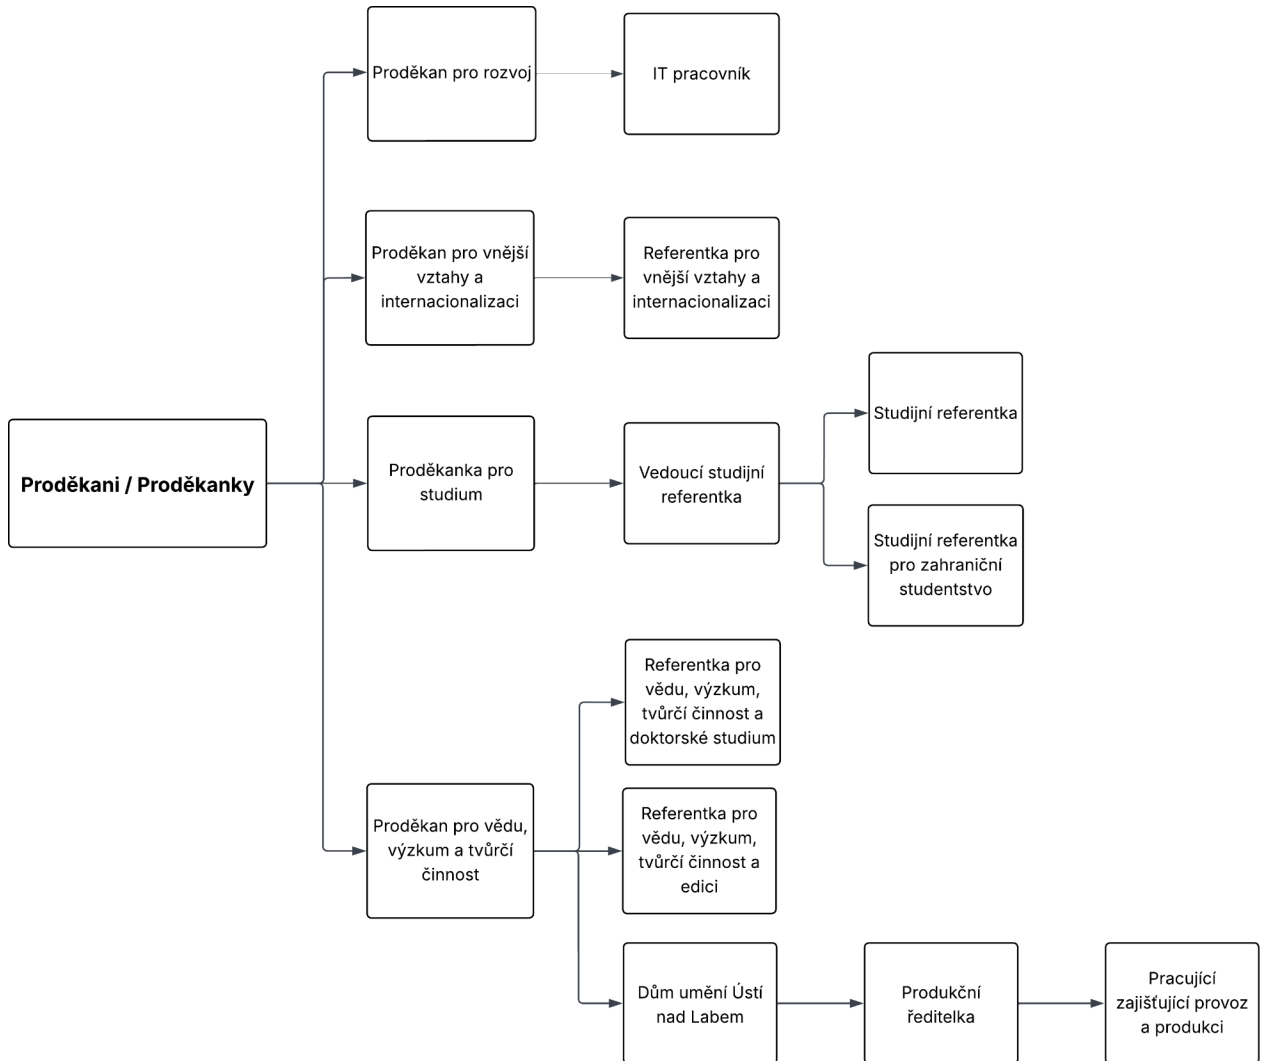 Proděkan pro rozvoj
IT pracovník
Proděkan pro vnější
vztahy a
internacionalizaci
Referentka pro
vnější vztahy a
internacionalizaci
Proděkani / Proděkanky
Proděkanka pro
studium
Vedoucí studijní
referentka
Studijní referentka
Studijní referentka
pro zahraniční
studentstvo
Proděkan pro vědu,
výzkum a tvůrčí
činnost
Referentka pro
vědu, výzkum,
tvůrčí činnost a
doktorské studium
Referentka pro
vědu, výzkum,
tvůrčí činnost a
edici
Dům umění Ústí
nad Labem
Produkční
ředitelka
Pracující
zajišťující provoz
a produkci